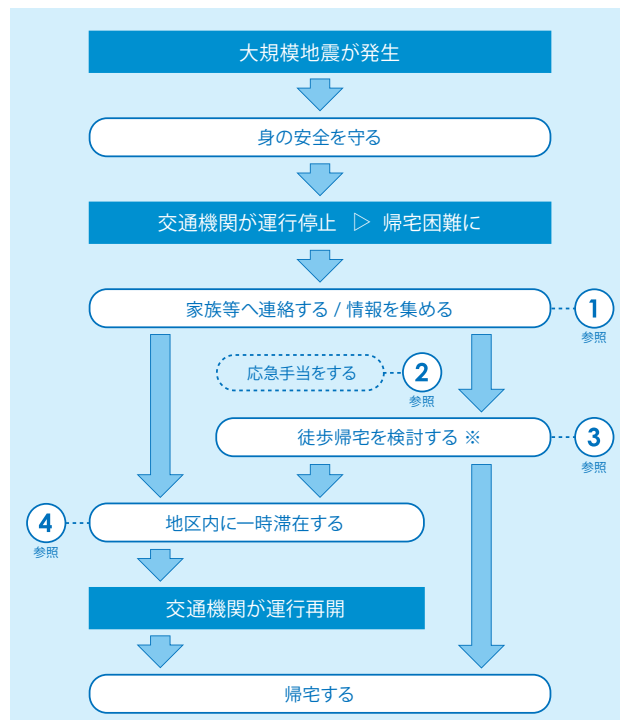 大規模地震が発生
身の安全を守る
交通機関が運行停止 ▷ 帰宅困難に
家族等へ連絡する / 情報を集める
1
参照
応急手当をする
2
参照
徒歩帰宅を検討する ※
3
参照
4
参照
地区内に一時滞在する
交通機関が運行再開
帰宅する